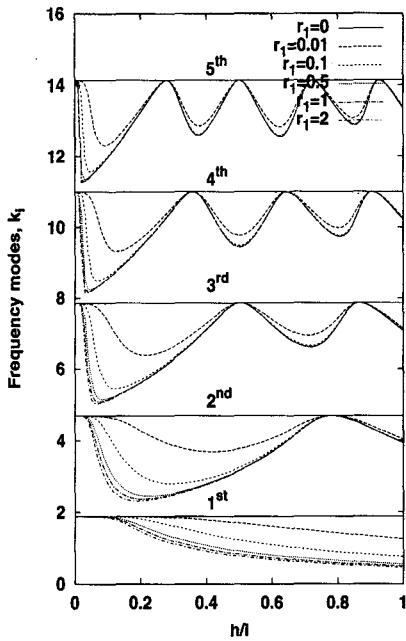 16
r₁=0
r₁=0.01
5ᵗʰ
r₁=0.1
14
r₁=0.5
r₁=1
r₁=2
12
4ᵗʰ
10
3ʳᵈ
8
6
2ⁿᵈ
4
1ˢᵗ
2
0
Frequency modes, kᵢ
0 0.2 0.4 0.6 0.8 1
h/l